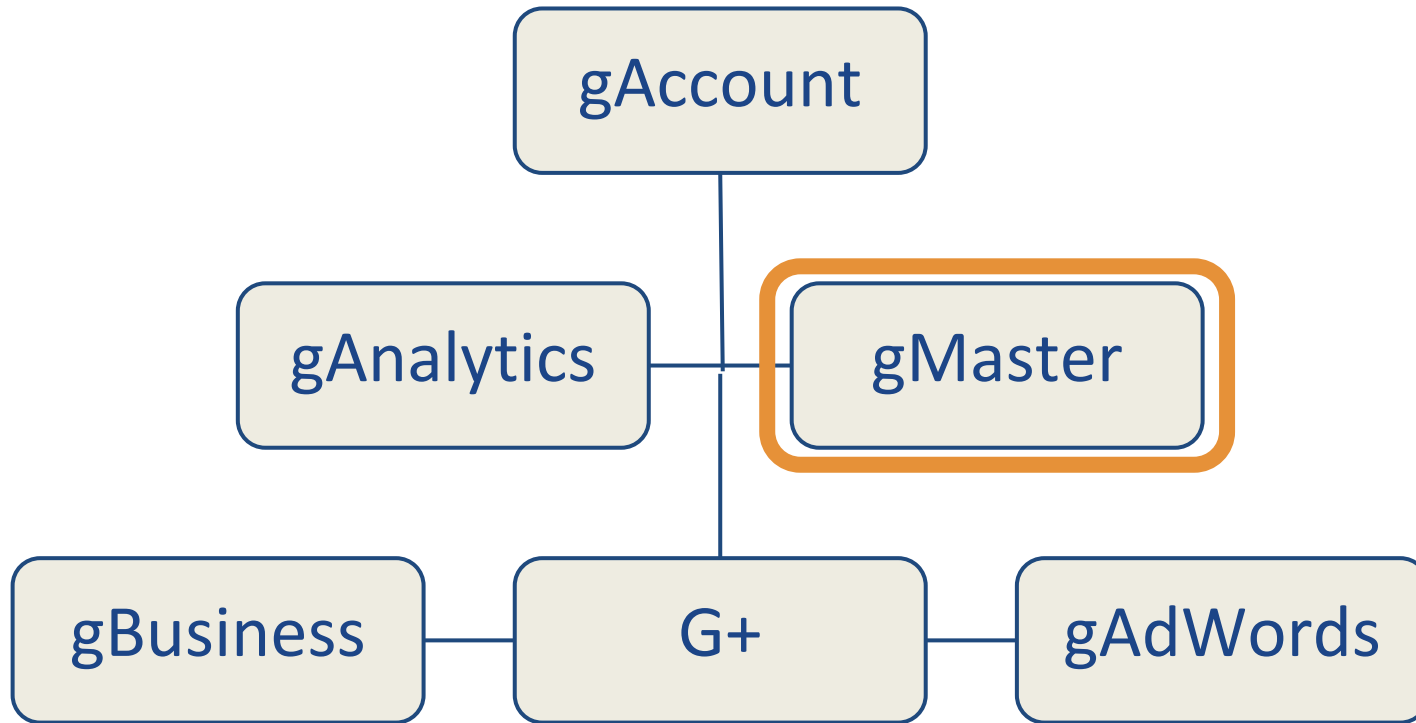 gAccount
gAnalytics
gMaster
gBusiness
G+
gAdWords